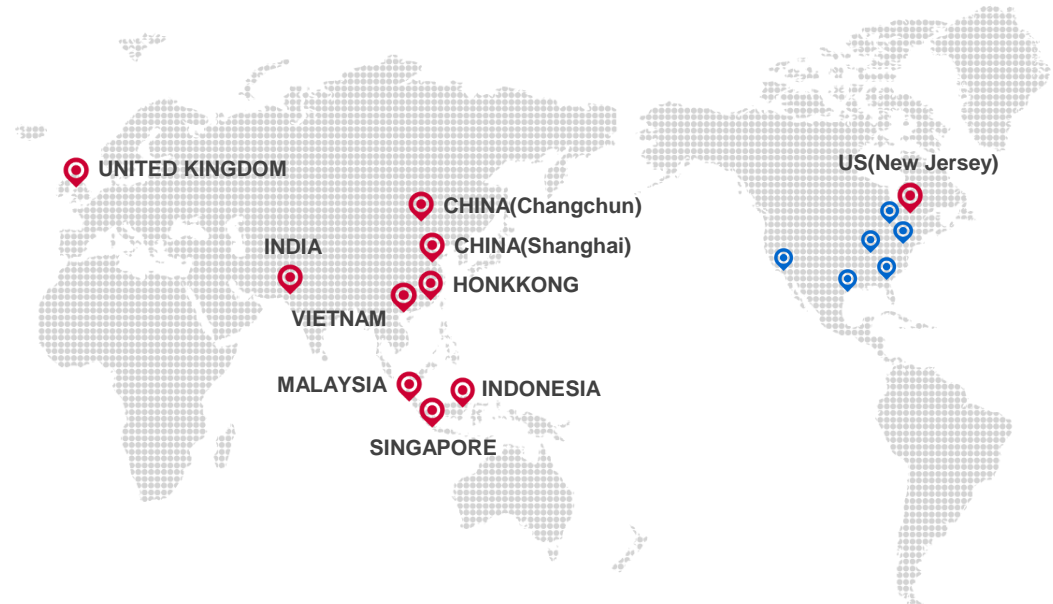 US(New Jersey)
UNITED KINGDOM
CHINA(Changchun)
CHINA(Shanghai)
INDIA
HONKKONG
VIETNAM
MALAYSIA
INDONESIA
SINGAPORE